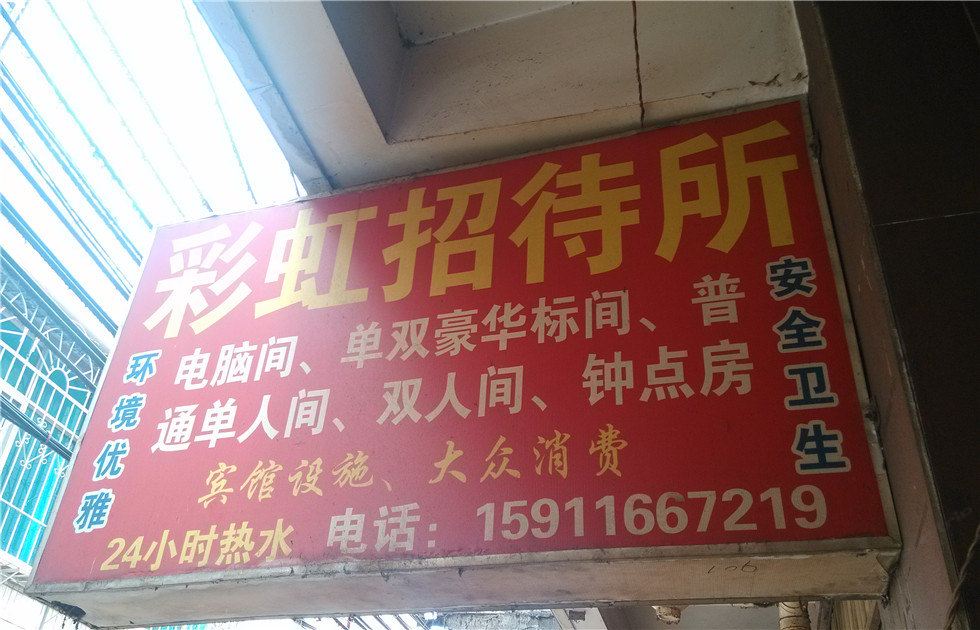 彩虹招待所
环境优雅
电脑间、单双豪华标间、普
通单人间、双人间、钟点房
安全卫生
宾馆设施、大众消费
24小时热水 电话：15911667219
106